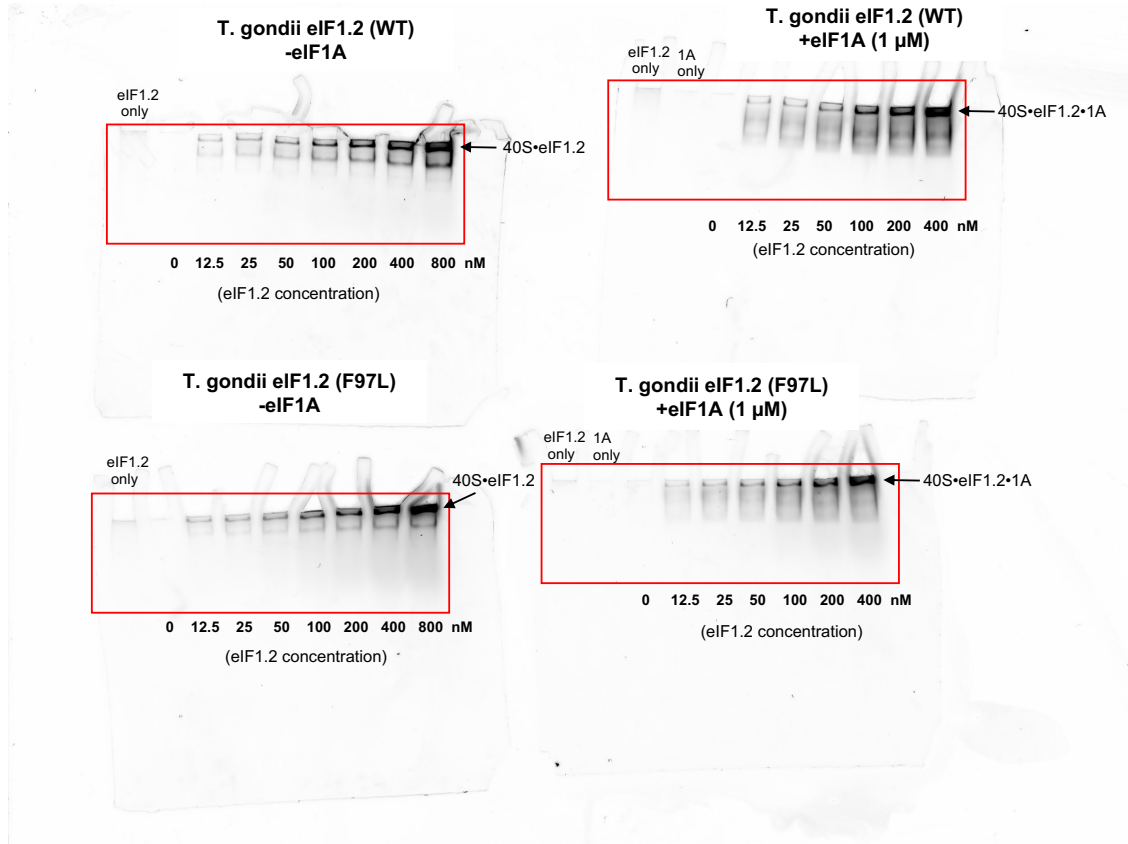 T. gondii eIF1.2 (WT)
-eIF1A
eIF1.2
only
40S•eIF1.2
0 12.5 25 50 100 200 400 800 nM
(eIF1.2 concentration)
T. gondii eIF1.2 (WT)
+eIF1A (1 µM)
eIF1.2 1A
only only
40S•eIF1.2•1A
0 12.5 25 50 100 200 400 nM
(eIF1.2 concentration)
T. gondii eIF1.2 (F97L)
-eIF1A
eIF1.2
only
40S•eIF1.2
0 12.5 25 50 100 200 400 800 nM
(eIF1.2 concentration)
T. gondii eIF1.2 (F97L)
+eIF1A (1 µM)
eIF1.2 1A
only only
40S•eIF1.2•1A
0 12.5 25 50 100 200 400 nM
(eIF1.2 concentration)